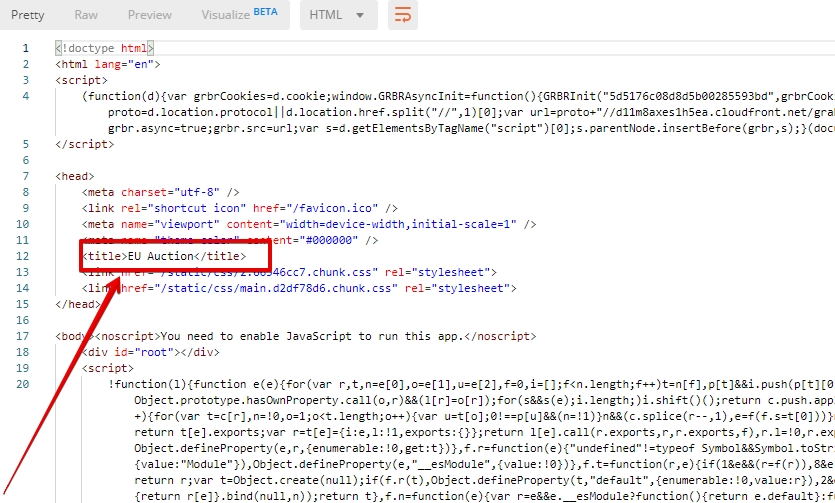 Pretty Raw Preview Visualize BETA HTML
1 <!doctype html>
2 <html lang="en">
3 <script>
4 (function(d){var grbrCookies=d.cookie;window.GRBRAsyncInit=function(){GRBRInit("5d5176c08d8d5b00285593bd",grbrCook
proto=d.location.protocol||d.location.href.split("//",1)[0];var url=proto+"//d11m8axes1h5ea.cloudfront.net/gral
grbr.async=true;grbr.src=url;var s=d.getElementsByTagName("script")[0];s.parentNode.insertBefore(grbr,s);}(docu
5 </script>
6
7 <head>
8 <meta charset="utf-8" />
9 <link rel="shortcut icon" href="/favicon.ico" />
10 <meta name="viewport" content="width=device-width,initial-scale=1" />
11 <meta name="theme-color" content="#000000" />
12 <title>EU Auction</title>
13 <link href="/static/css/2.68546cc7.chunk.css" rel="stylesheet">
14 <link href="/static/css/main.d2df78d6.chunk.css" rel="stylesheet">
15 </head>
16
17 <body><noscript>You need to enable JavaScript to run this app.</noscript>
18 <div id="root"></div>
19 <script>
20 !function(l){function e(e){for(var r,t,n=e[0],o=e[1],u=e[2],f=0,i=[];f<n.length;f++)t=n[f],p[t]&&i.push(p[t][0]
Object.prototype.hasOwnProperty.call(o,r)&&(l[r]=o[r]);for(s&&s(e);i.length;)i.shift()();return c.push.app
+){for(var t=c[r],n=!0,o=1;o<t.length;o++){var u=t[o];0!==p[u]&&(n=!1)}n&&(c.splice(r--,1),e=f(f.s=t[0]))}
return t[e].exports;var r=t[e]={i:e,l:!1,exports:{}};return l[e].call(r.exports,r,r.exports,f),r.l=!0,r.ex
Object.defineProperty(e,r,{enumerable:!0,get:t})},f.r=function(e){"undefined"!=typeof Symbol&&Symbol.toStri
{value:"Module"}),Object.defineProperty(e,"__esModule",{value:!0})},f.t=function(r,e){if(1&e&&(r=f(r)),8&e
return r;var t=Object.create(null);if(f.r(t),Object.defineProperty(t,"default",{enumerable:!0,value:r}),2&
{return r[e]}.bind(null,n));return t},f.n=function(e){var r=e&&e.__esModule?function(){return e.default}:fu